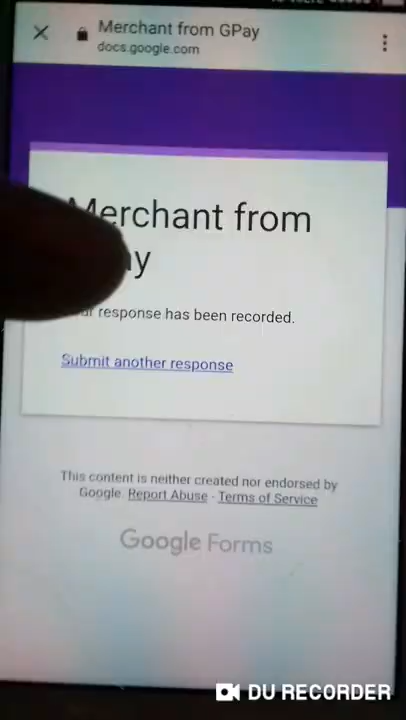 Merchant from GPay
docs.google.com
Merchant from
response has been recorded.
Submit another response
This content is neither created nor endorsed by
Google. Report Abuse - Terms of Service
Google Forms
DU RECORDER